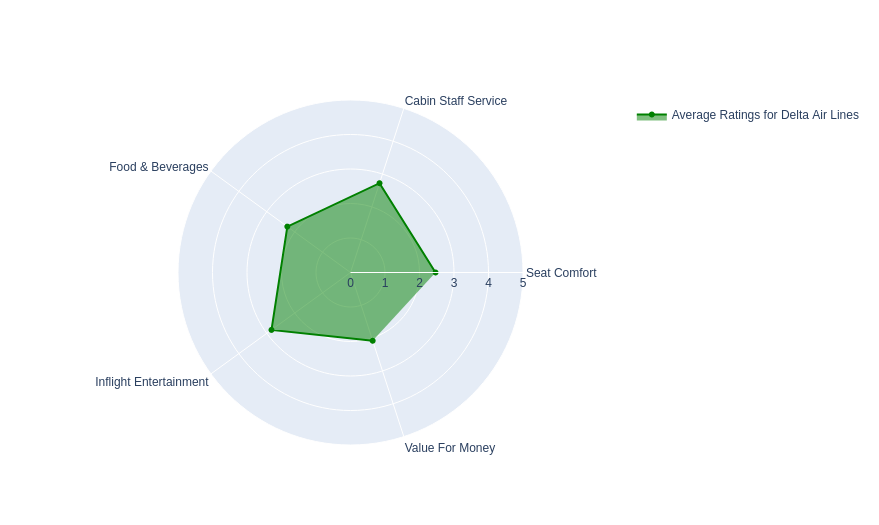 Cabin Staff Service
Average Ratings for Delta Air Lines
Food & Beverages
Seat Comfort
0 1 2 3 4 5
Inflight Entertainment
Value For Money